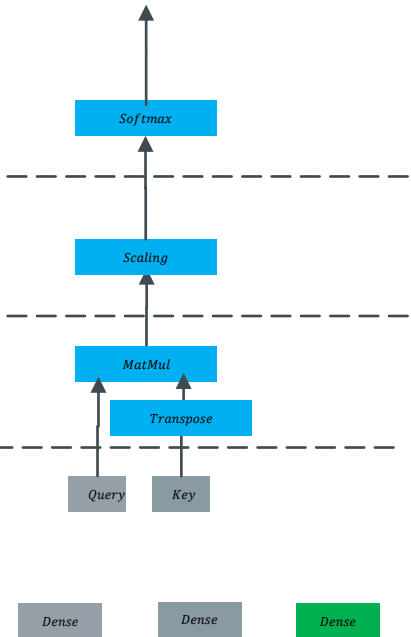 Softmax
Scaling
MatMul
Transpose
Query Key
Dense Dense Dense